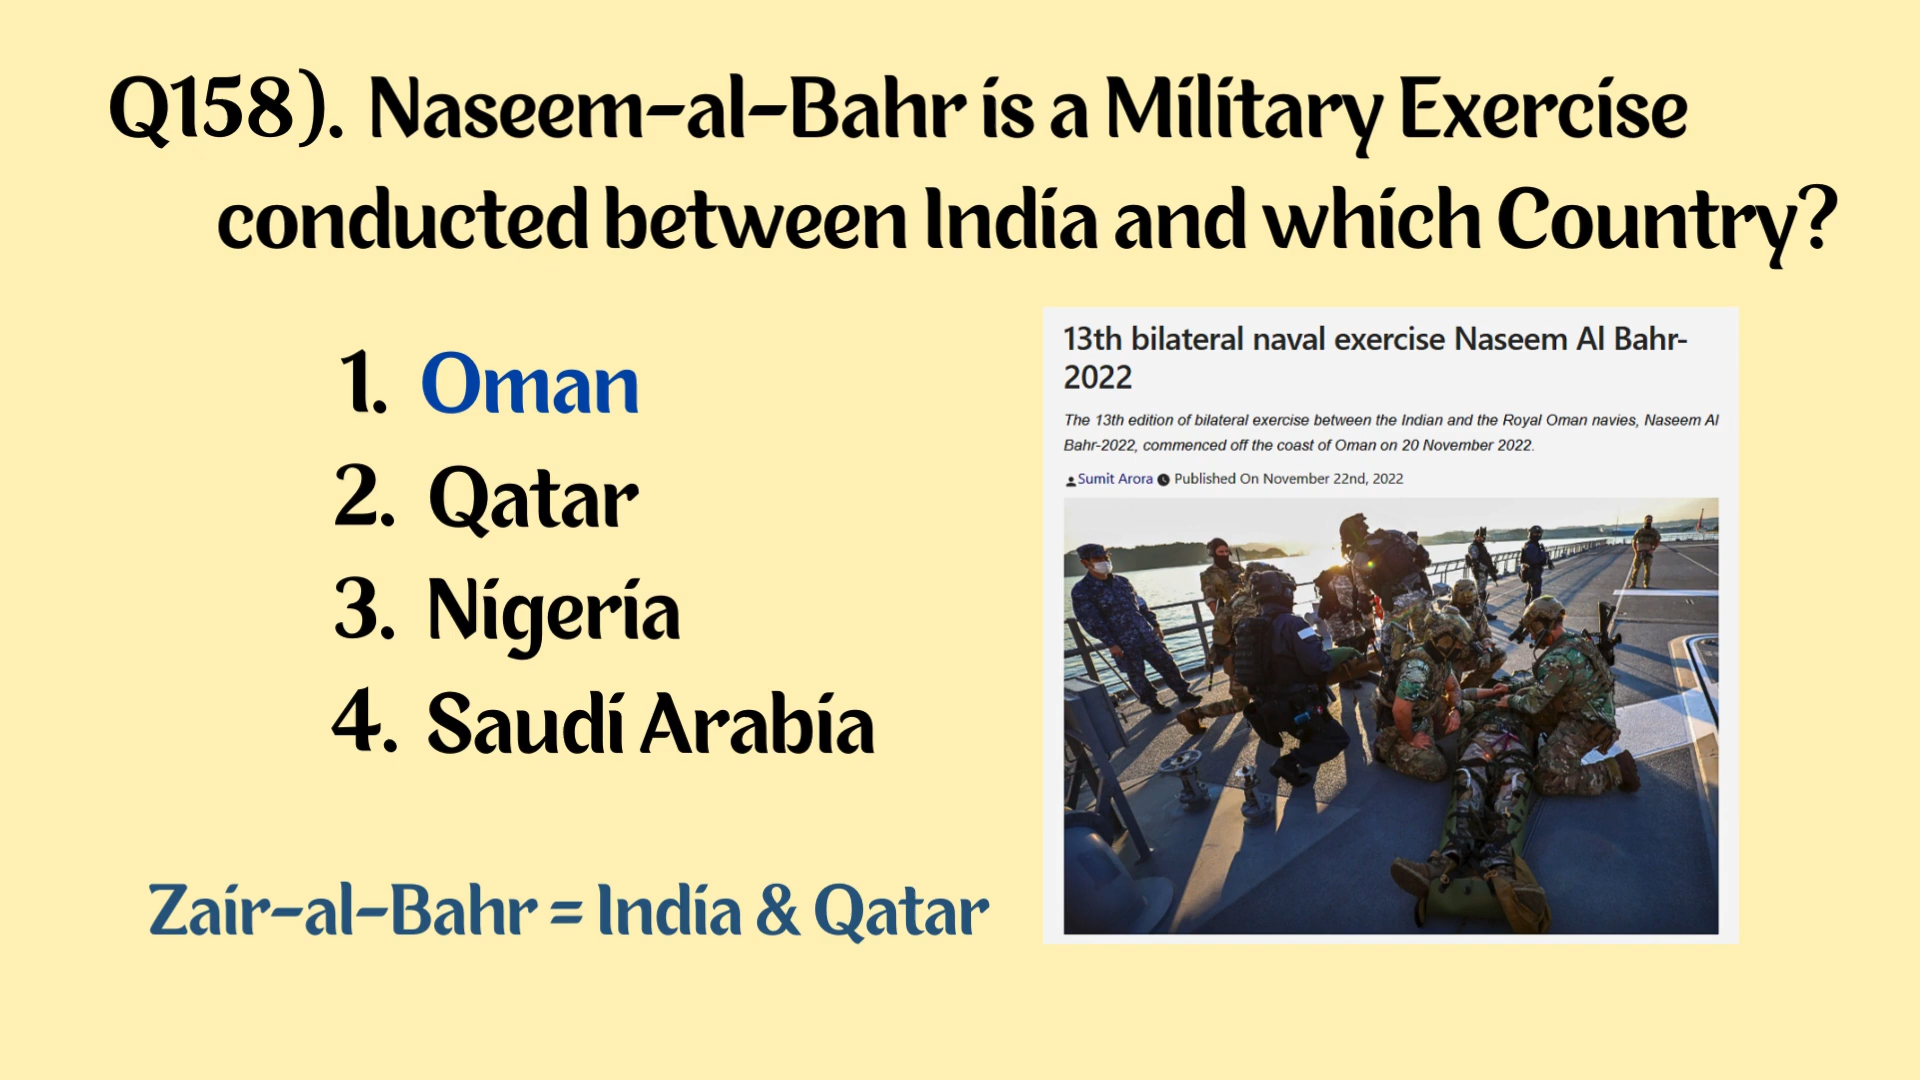 Q158). Naseem-al-Bahr is a Military Exercise
conducted between India and which Country?
1. Oman
2. Qatar
3. Nigeria
4. Saudi Arabia
Zair-al-Bahr = India & Qatar
13th bilateral naval exercise Naseem Al Bahr-
2022
The 13th edition of bilateral exercise between the Indian and the Royal Oman navies, Naseem Al
Bahr-2022, commenced off the coast of Oman on 20 November 2022.
Sumit Arora Published On November 22nd, 2022